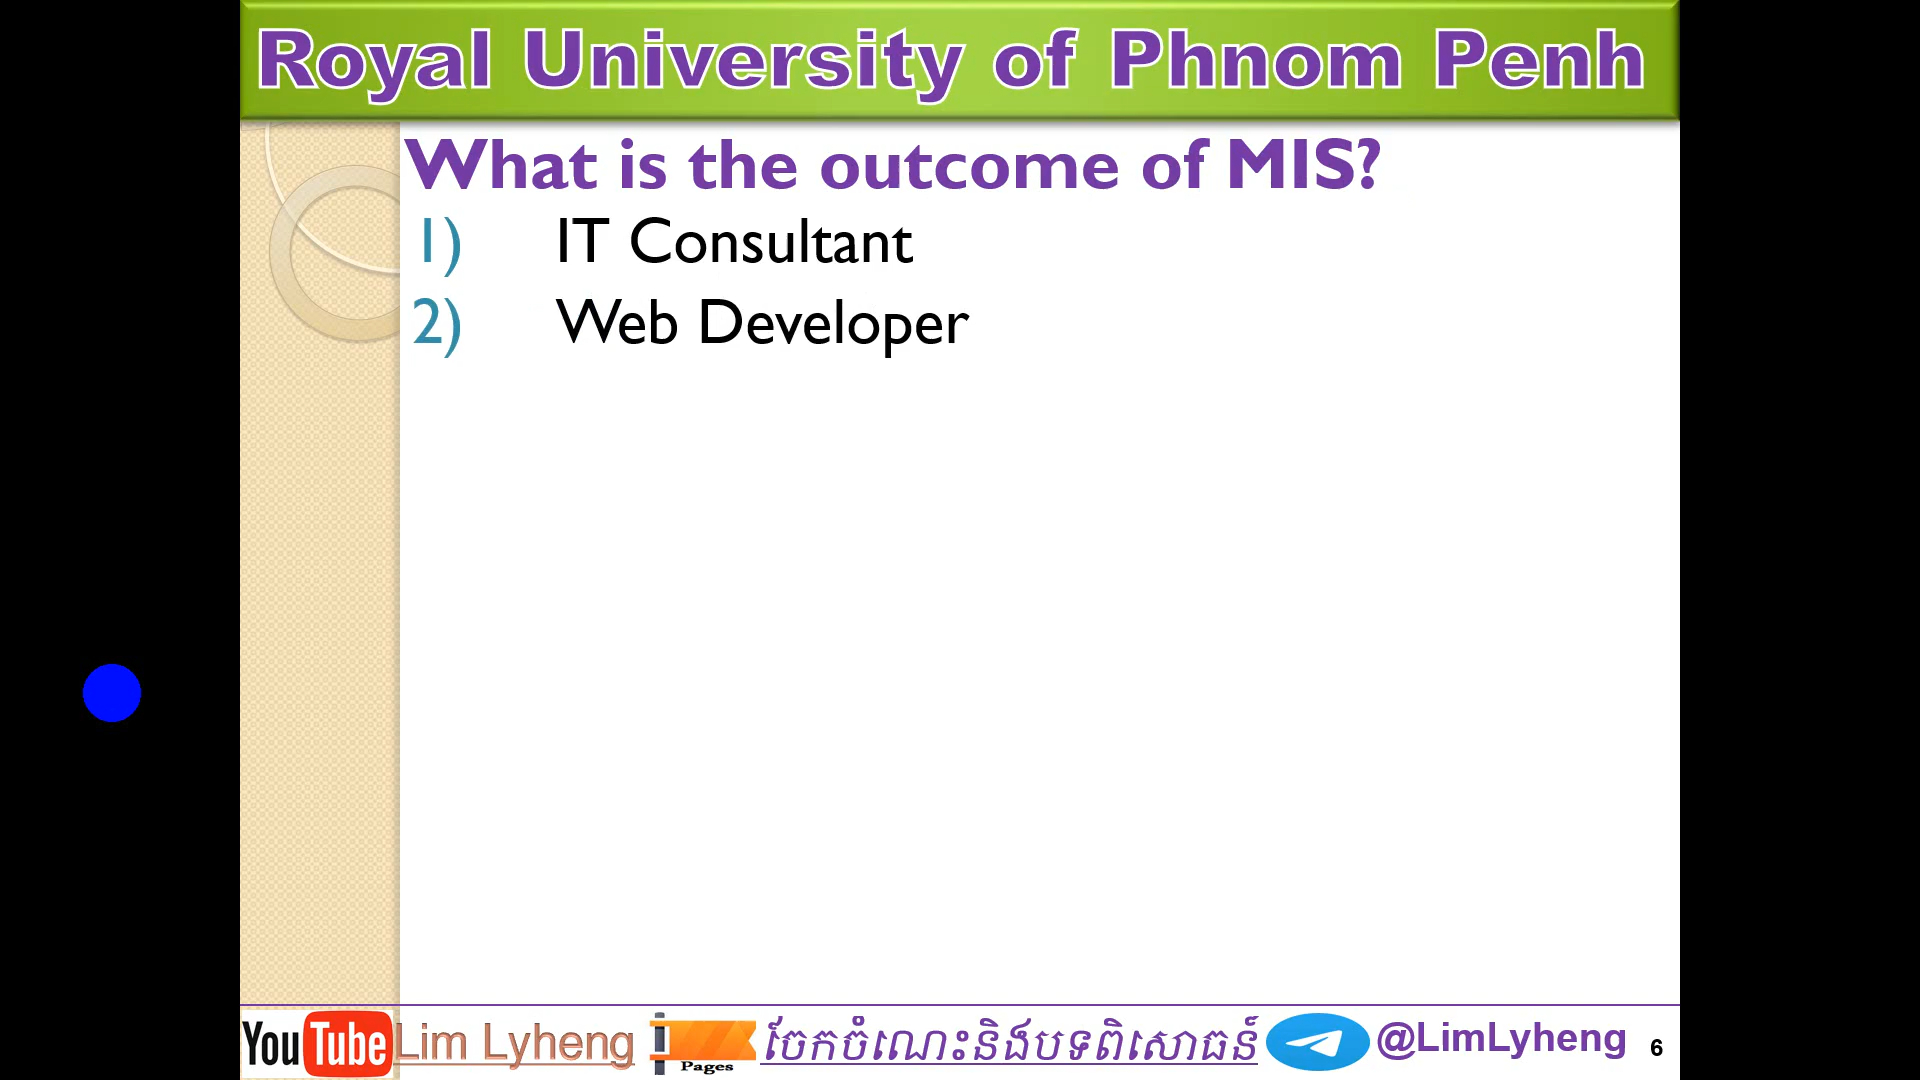 Royal University of Phnom Penh
What is the outcome of MIS?
1) IT Consultant
2) Web Developer
YouTube Lim Lyheng Pages ចែកចំណេះនិងបទពិសោធន៍ @LimLyheng 6